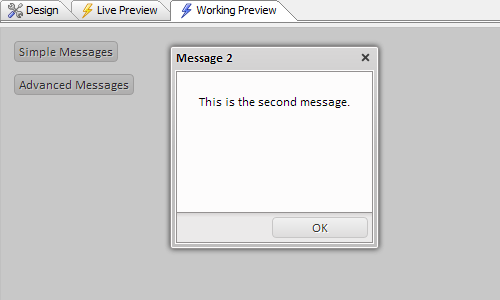 Design Live Preview Working Preview
Simple Messages
Advanced Messages
Message 2
This is the second message.
OK